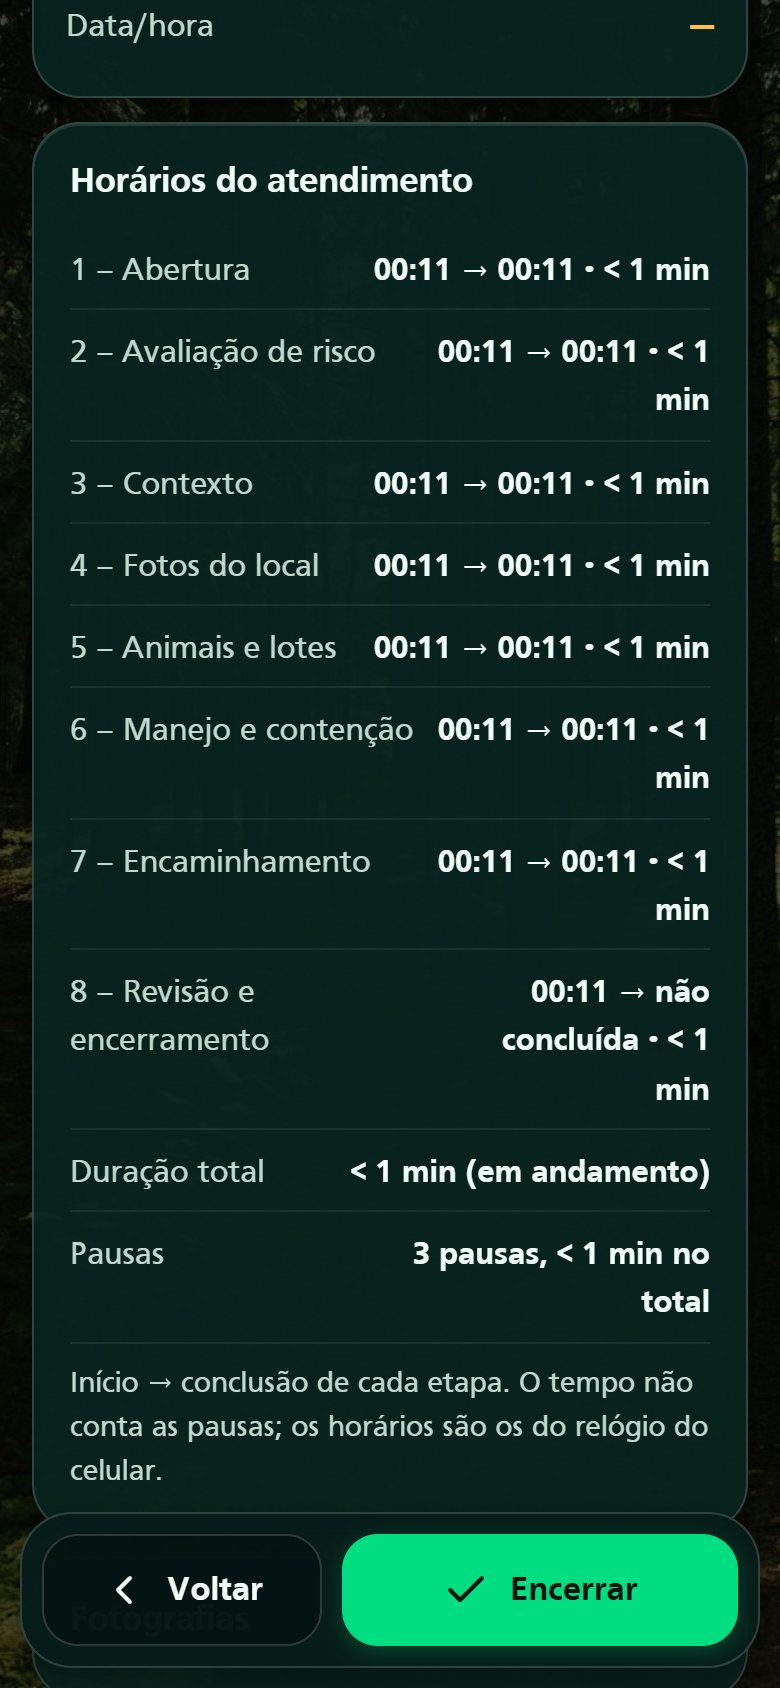 Data/hora –
Horários do atendimento
1 – Abertura 00:11 → 00:11 • < 1 min
2 – Avaliação de risco 00:11 → 00:11 • < 1
min
3 – Contexto 00:11 → 00:11 • < 1 min
4 – Fotos do local 00:11 → 00:11 • < 1 min
5 – Animais e lotes 00:11 → 00:11 • < 1 min
6 – Manejo e contenção 00:11 → 00:11 • < 1
min
7 – Encaminhamento 00:11 → 00:11 • < 1
min
8 – Revisão e 00:11 → não
encerramento concluída • < 1
min
Duração total < 1 min (em andamento)
Pausas 3 pausas, < 1 min no
total
Início → conclusão de cada etapa. O tempo não
conta as pausas; os horários são os do relógio do
celular.
Voltar Encerrar
Fotografias